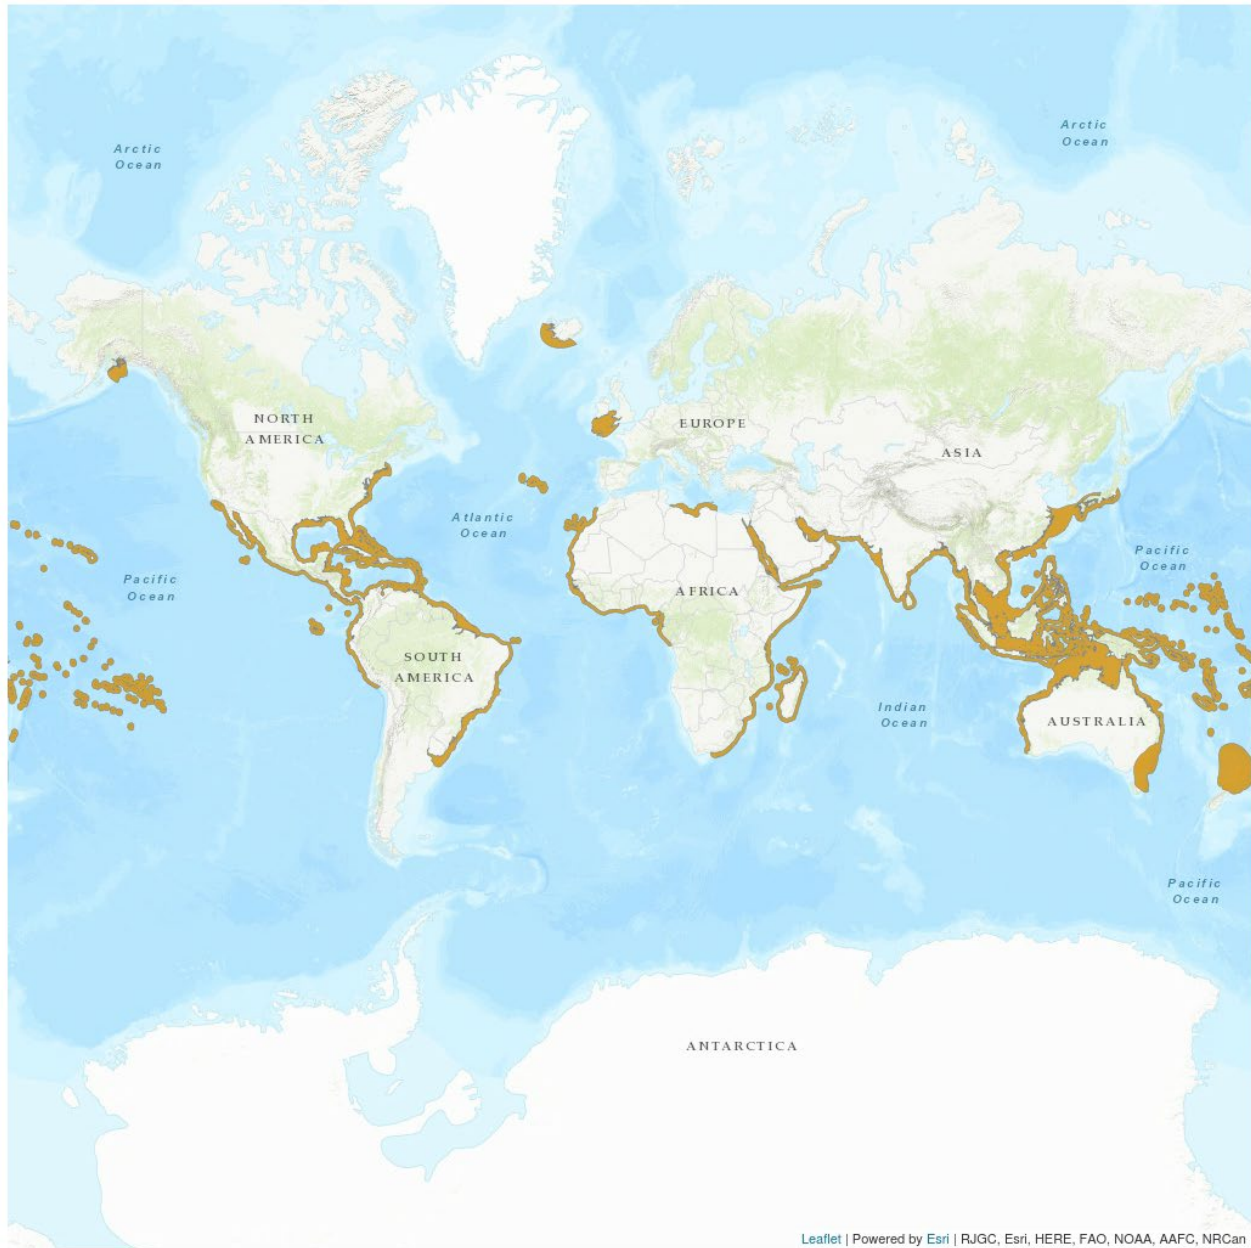 Arctic
Ocean
Arctic
Ocean
NORTH
AMERICA
EUROPE
ASIA
Atlantic
Ocean
Pacific
Ocean
Pacific
Ocean
AFRICA
SOUTH
AMERICA
Indian
Ocean
AUSTRALIA
Pacific
Ocean
ANTARCTICA
Leaflet | Powered by Esri | RJGC, Esri, HERE, FAO, NOAA, AAFC, NRCan